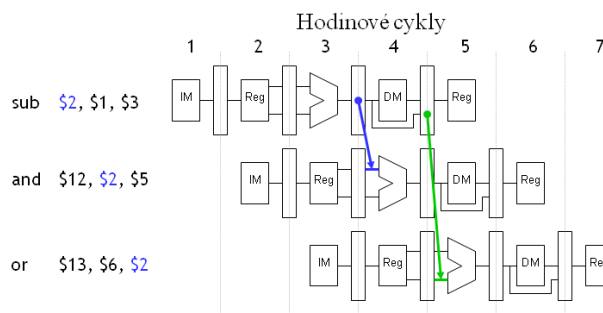 Hodinové cykly
1 2 3 4 5 6 7
sub $2, $1, $3 IM Reg DM Reg
and $12, $2, $5 IM Reg DM Reg
or $13, $6, $2 IM Reg DM Reg